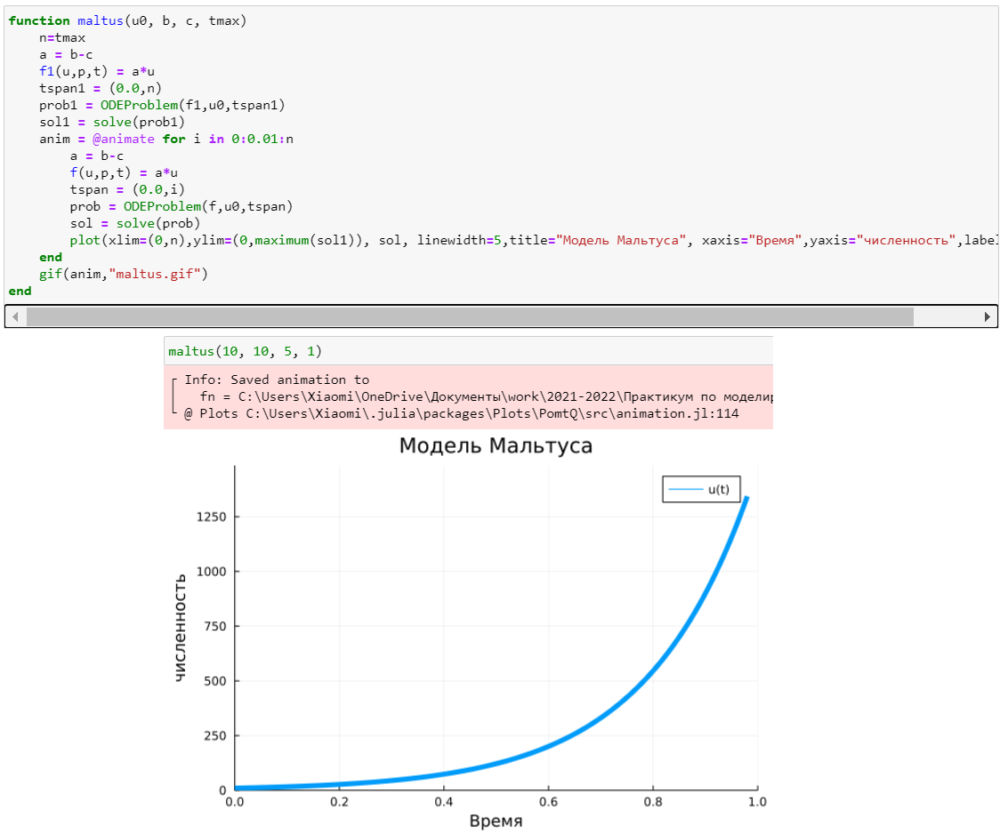 function maltus(u0, b, c, tmax)
n=tmax
a = b-c
f1(u,p,t) = a*u
tspan1 = (0.0,n)
prob1 = ODEProblem(f1,u0,tspan1)
sol1 = solve(prob1)
anim = @animate for i in 0:0.01:n
a = b-c
f(u,p,t) = a*u
tspan = (0.0,i)
prob = ODEProblem(f,u0,tspan)
sol = solve(prob)
plot(xlim=(0,n),ylim=(0,maximum(sol1)), sol, linewidth=5,title="Модель Мальтуса", xaxis="Время",yaxis="численность",label
end
gif(anim,"maltus.gif")
end
maltus(10, 10, 5, 1)
┌ Info: Saved animation to
│ fn = C:\Users\Xiaomi\OneDrive\Документы\work\2021-2022\Практикум по модели
└ @ Plots C:\Users\Xiaomi\.julia\packages\Plots\PomtQ\src\animation.jl:114
Модель Мальтуса
u(t)
1250
1000
750
500
250
0
численность
0.0 0.2 0.4 0.6 0.8 1.0
Время